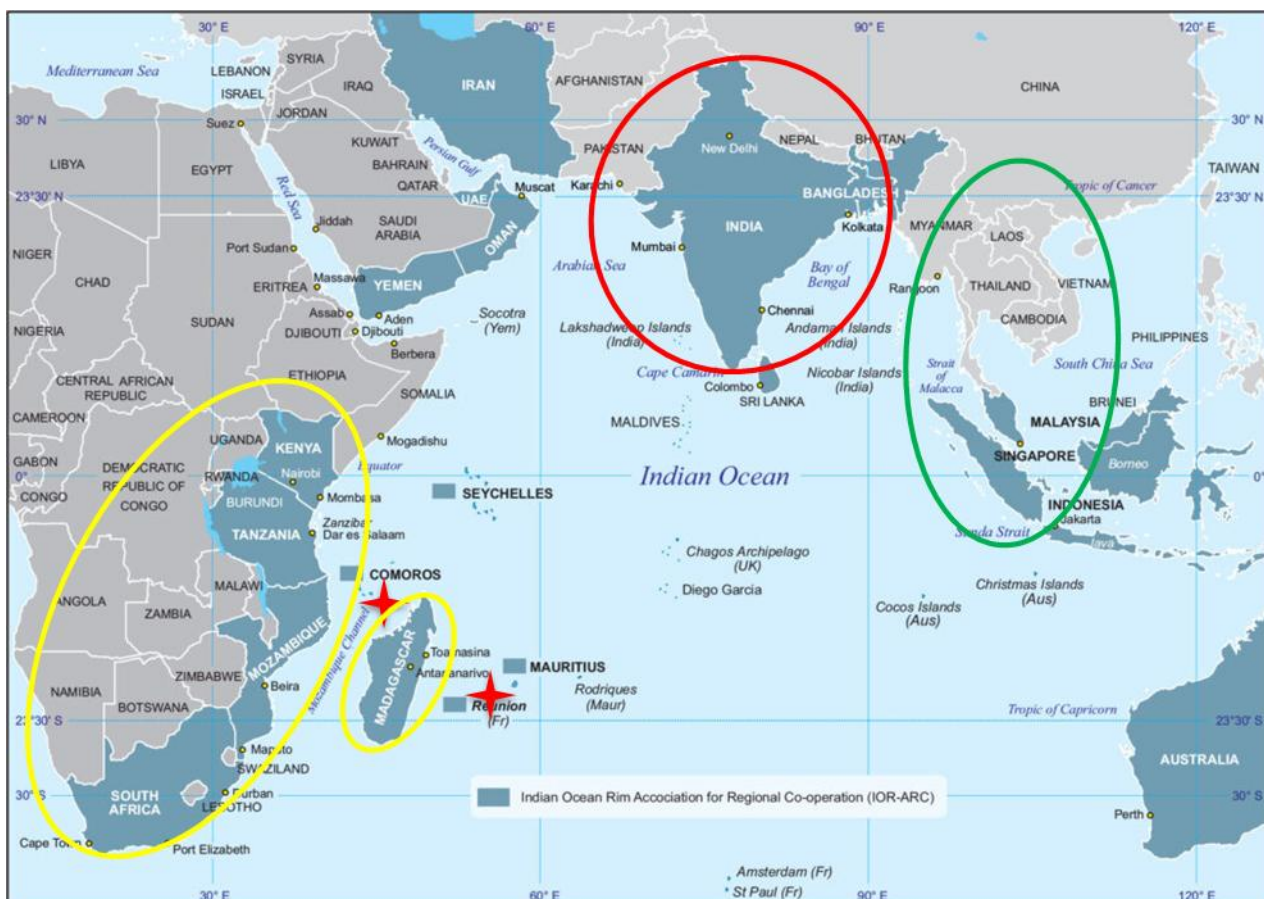 30° E
60° E
90° E
120° E
Mediterranean Sea
SYRIA
LEBANON
ISRAEL
IRAQ
JORDAN
IRAN
AFGHANISTAN
CHINA
30° N
30° N
Suez
KUWAIT
Persian Gulf
BAHRAIN
QATAR
PAKISTAN
New Delhi
NEPAL
BHUTAN
LIBYA
EGYPT
TAIWAN
Red Sea
UAE
Muscat
Karachi
BANGLADESH
Tropic of Cancer
23°30' N
23°30' N
Jiddah
SAUDI
ARABIA
OMAN
INDIA
Kolkata
MYANMAR
LAOS
NIGER
Port Sudan
Mumbai
Arabian Sea
Bay of
Bengal
VIETNAM
CHAD
Massawa
ERITREA
YEMEN
Rangoon
THAILAND
SUDAN
Assab
Aden
Socotra
(Yem)
Chennai
CAMBODIA
NIGERIA
DJIBOUTI
Djibouti
Lakshadweep Islands
(India)
Andaman Islands
(India)
PHILIPPINES
Berbera
Strait
of
Malacca
South China Sea
CENTRAL AFRICAN
REPUBLIC
ETHIOPIA
Cape Camarin
Nicobar Islands
(India)
CAMEROON
SOMALIA
Colombo
SRI LANKA
BRUNEI
MALDIVES
MALAYSIA
UGANDA
KENYA
Mogadishu
SINGAPORE
GABON
DEMOCRATIC
REPUBLIC OF
CONGO
RWANDA
Nairobi
Equator
Indian Ocean
Borneo
0°
0°
CONGO
BURUNDI
Mombasa
SEYCHELLES
INDONESIA
TANZANIA
Zanzibar
Dar es Salaam
Sunda Strait
Jakarta
Java
Chagos Archipelago
(UK)
COMOROS
Diego Garcia
Christmas Islands
(Aus)
MALAWI
ANGOLA
ZAMBIA
Cocos Islands
(Aus)
MOZAMBIQUE
Mozambique Channel
MADAGASCAR
Toamasina
Antananarivo
MAURITIUS
ZIMBABWE
NAMIBIA
BOTSWANA
Beira
Rodriques
(Maur)
Réunion
(Fr)
Tropic of Capricorn
23°30' S
23°30' S
Maputo
SWAZILAND
AUSTRALIA
SOUTH
AFRICA
Durban
LESOTHO
Indian Ocean Rim Accociation for Regional Co-operation (IOR-ARC)
30° S
30° S
Perth
Cape Town
Port Elizabeth
Amsterdam (Fr)
St Paul (Fr)
30° E
60° E
90° E
120° E